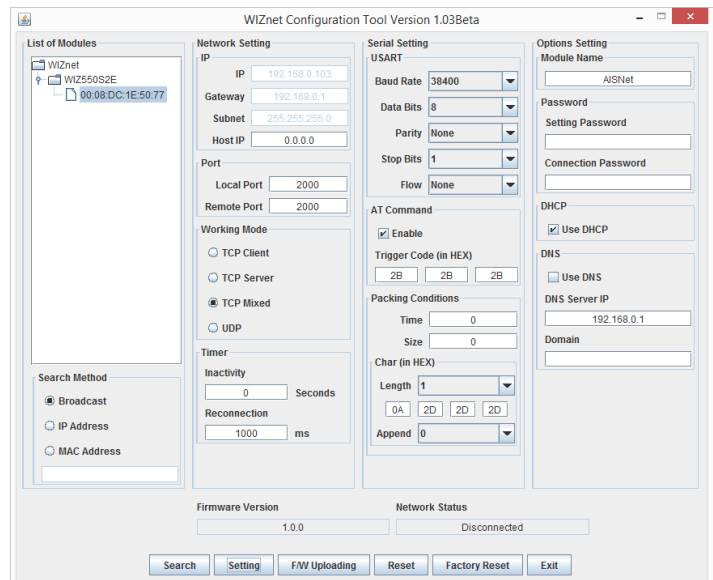 WIZnet Configuration Tool Version 1.03Beta
List of Modules
WIZnet
WIZ550S2E
00:08:DC:1E:50:77
Search Method
Broadcast
IP Address
MAC Address
Network Setting
IP
IP 192.168.0.103
Gateway 192.168.0.1
Subnet 255.255.255.0
Host IP 0.0.0.0
Port
Local Port 2000
Remote Port 2000
Working Mode
TCP Client
TCP Server
TCP Mixed
UDP
Timer
Inactivity
0 Seconds
Reconnection
1000 ms
Serial Setting
USART
Baud Rate 38400
Data Bits 8
Parity None
Stop Bits 1
Flow None
AT Command
Enable
Trigger Code (in HEX)
2B 2B 2B
Packing Conditions
Time 0
Size 0
Char (in HEX)
Length 1
0A 2D 2D 2D
Append 0
Options Setting
Module Name
AISNet
Password
Setting Password
Connection Password
DHCP
Use DHCP
DNS
Use DNS
DNS Server IP
192.168.0.1
Domain
Firmware Version
1.0.0
Network Status
Disconnected
Search Setting F/W Uploading Reset Factory Reset Exit